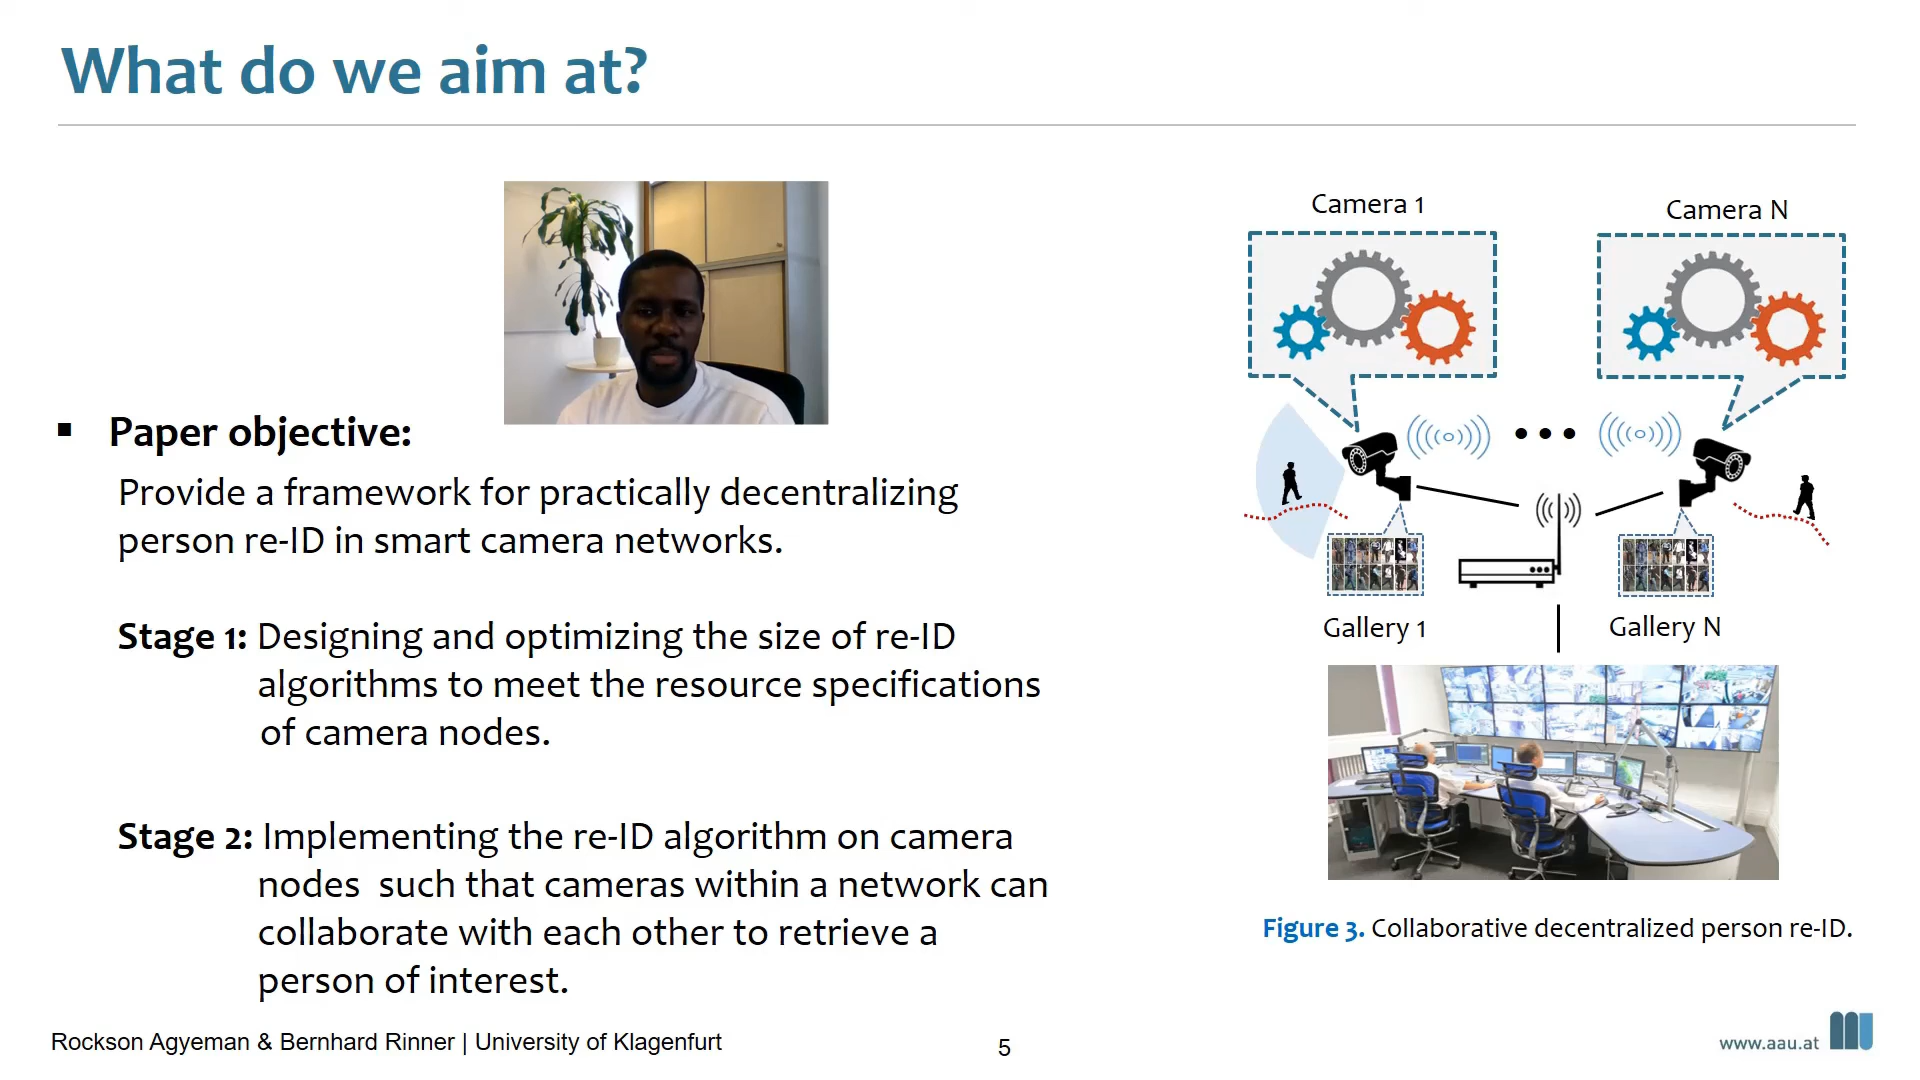 What do we aim at?
▪ Paper objective:
Provide a framework for practically decentralizing
person re-ID in smart camera networks.
Stage 1: Designing and optimizing the size of re-ID
algorithms to meet the resource specifications
of camera nodes.
Stage 2: Implementing the re-ID algorithm on camera
nodes such that cameras within a network can
collaborate with each other to retrieve a
person of interest.
Camera 1
Camera N
Gallery 1
Gallery N
Figure 3. Collaborative decentralized person re-ID.
Rockson Agyeman & Bernhard Rinner | University of Klagenfurt
5
www.aau.at